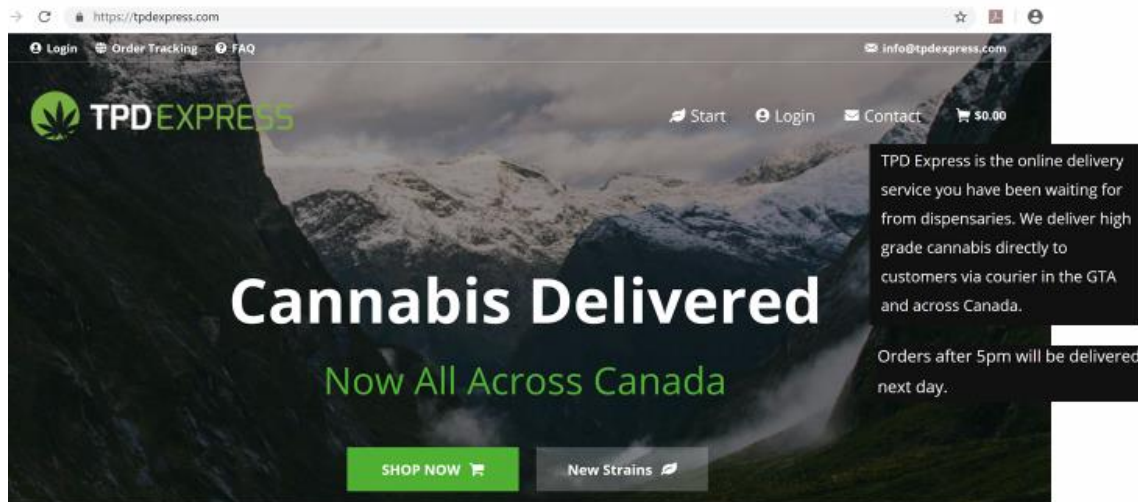 https://tpdexpress.com
Login Order Tracking FAQ info@tpdexpress.com
TPD EXPRESS
Start Login Contact $0.00
TPD Express is the online delivery
service you have been waiting for
from dispensaries. We deliver high
grade cannabis directly to
customers via courier in the GTA
and across Canada.
Cannabis Delivered
Now All Across Canada
Orders after 5pm will be delivered
next day.
SHOP NOW New Strains